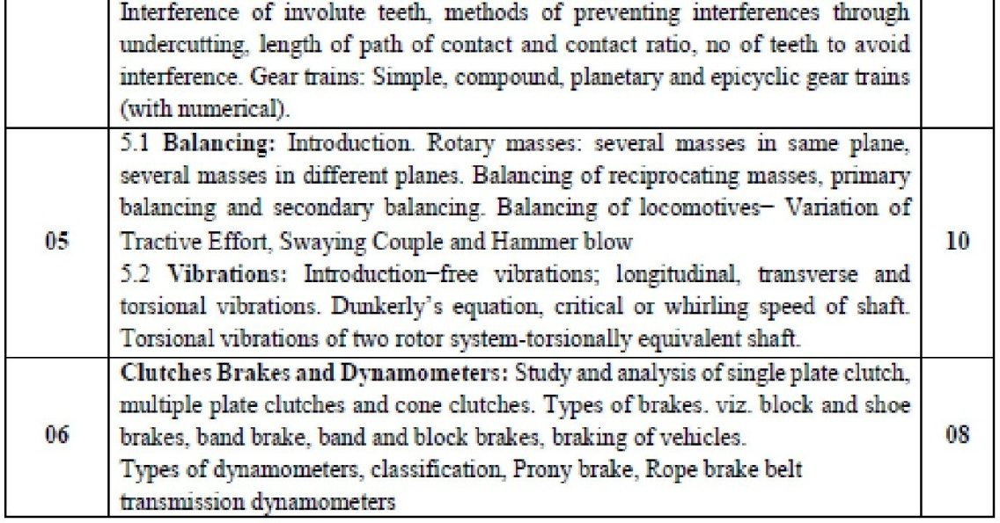 Interference of involute teeth, methods of preventing interferences through
undercutting, length of path of contact and contact ratio, no of teeth to avoid
interference. Gear trains: Simple, compound, planetary and epicyclic gear trains
(with numerical).
05
5.1 Balancing: Introduction. Rotary masses: several masses in same plane,
several masses in different planes. Balancing of reciprocating masses, primary
balancing and secondary balancing. Balancing of locomotives– Variation of
Tractive Effort, Swaying Couple and Hammer blow
5.2 Vibrations: Introduction–free vibrations; longitudinal, transverse and
torsional vibrations. Dunkerly's equation, critical or whirling speed of shaft.
Torsional vibrations of two rotor system-torsionally equivalent shaft.
10
06
Clutches Brakes and Dynamometers: Study and analysis of single plate clutch,
multiple plate clutches and cone clutches. Types of brakes. viz. block and shoe
brakes, band brake, band and block brakes, braking of vehicles.
Types of dynamometers, classification, Prony brake, Rope brake belt
transmission dynamometers
08